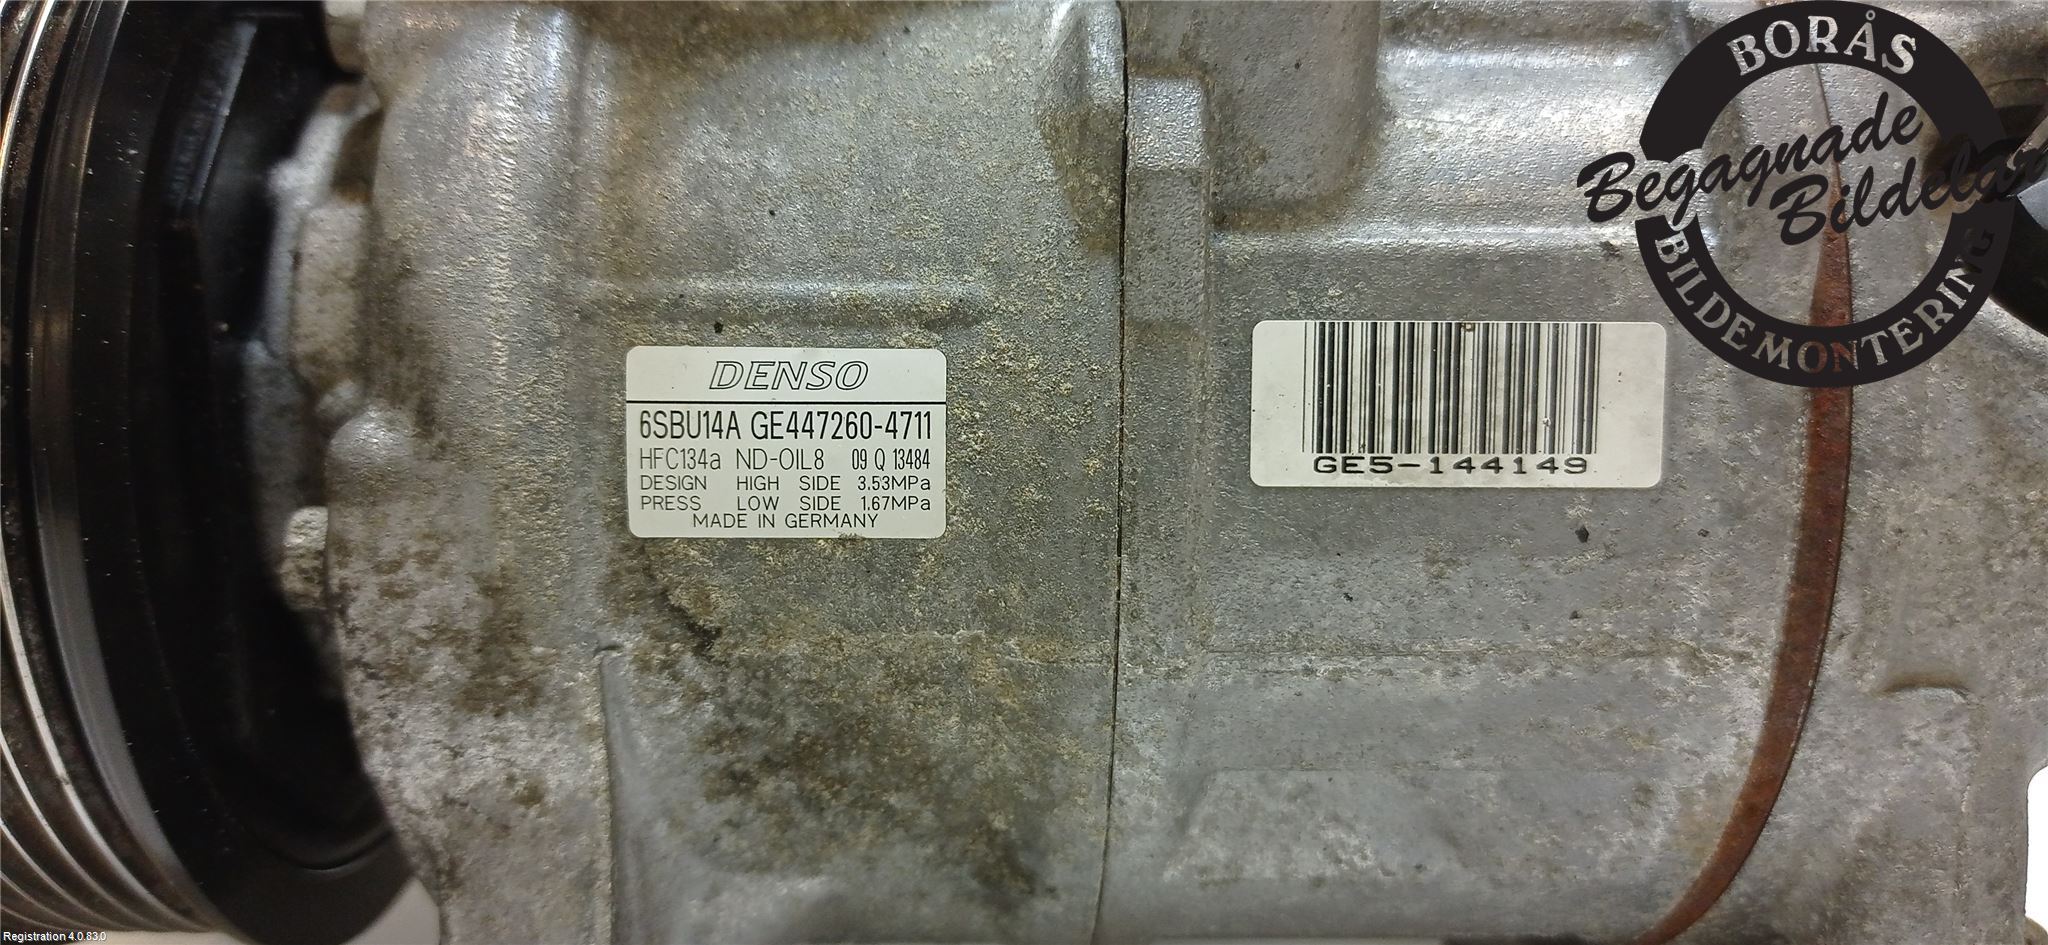 DENSO
6SBU14A GE447260-4711
HFC134a ND-OIL8 09 Q 13484
DESIGN HIGH SIDE 3.53MPa
PRESS LOW SIDE 1.67MPa
MADE IN GERMANY
GE5-144149
BORÅS
Begagnade
Bildelar
BILDEMONTERING
Registration 4.0.83.0